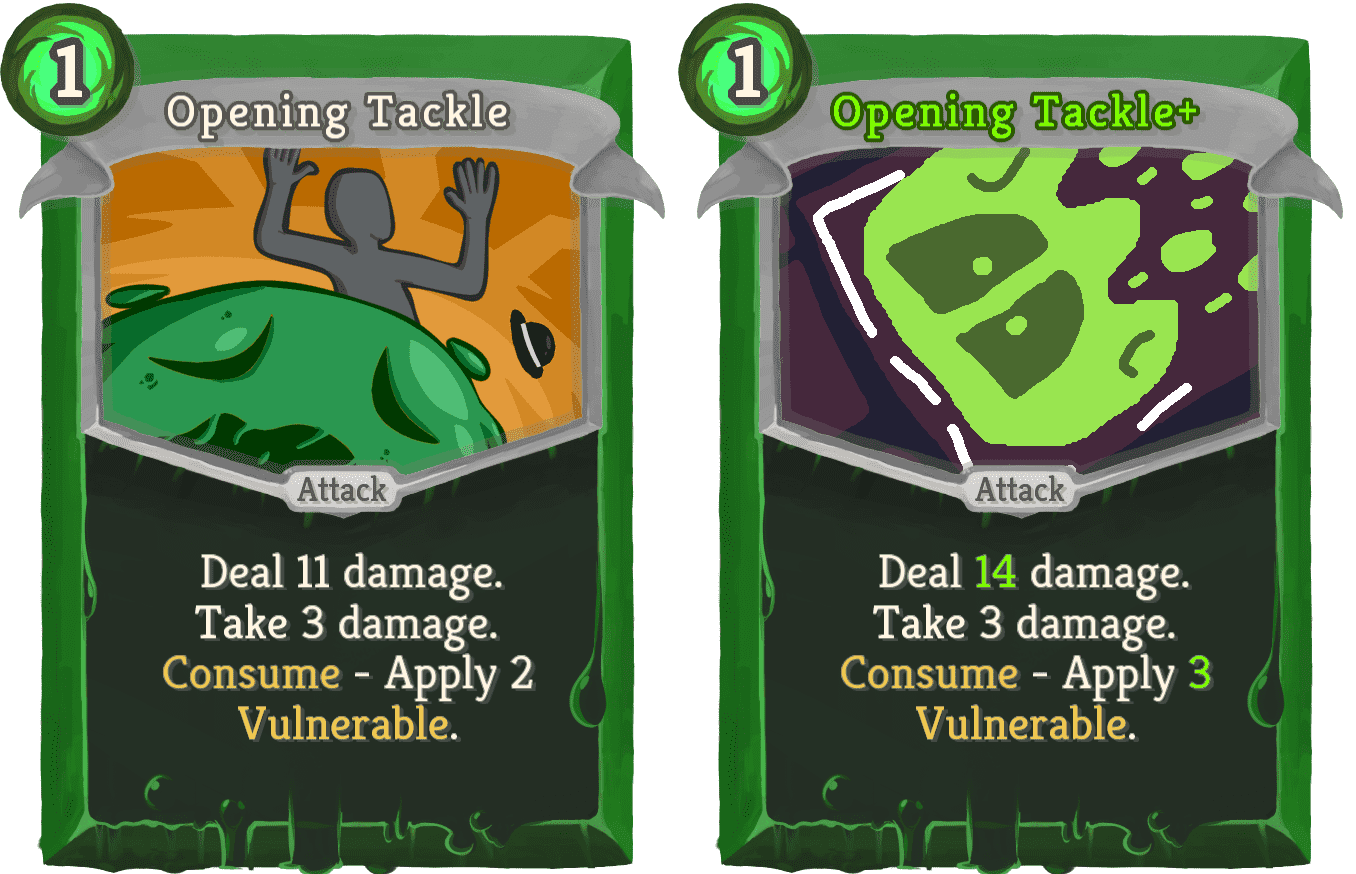 1
Opening Tackle
Attack
Deal 11 damage.
Take 3 damage.
Consume - Apply 2
Vulnerable.
1
Opening Tackle+
Attack
Deal 14 damage.
Take 3 damage.
Consume - Apply 3
Vulnerable.